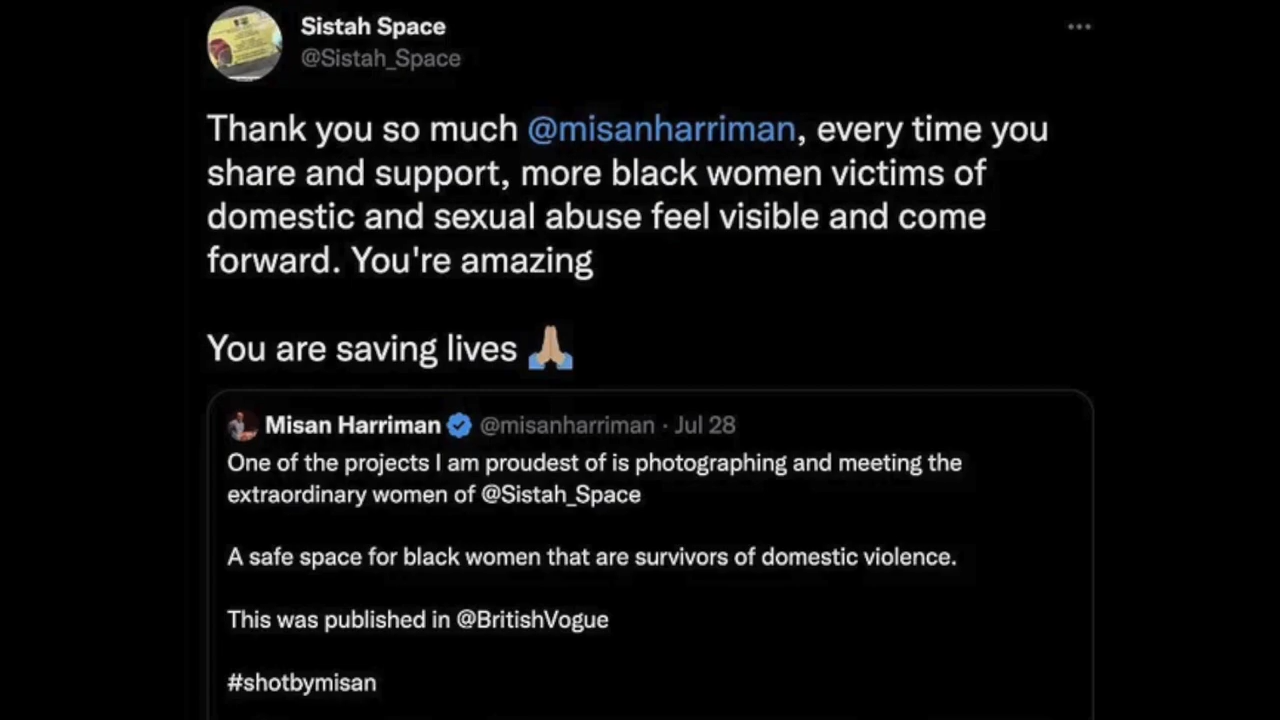 Sistah Space
@Sistah_Space
Thank you so much @misanharriman, every time you
share and support, more black women victims of
domestic and sexual abuse feel visible and come
forward. You're amazing
You are saving lives 🙏🏼
Misan Harriman @misanharriman · Jul 28
One of the projects I am proudest of is photographing and meeting the
extraordinary women of @Sistah_Space
A safe space for black women that are survivors of domestic violence.
This was published in @BritishVogue
#shotbymisan